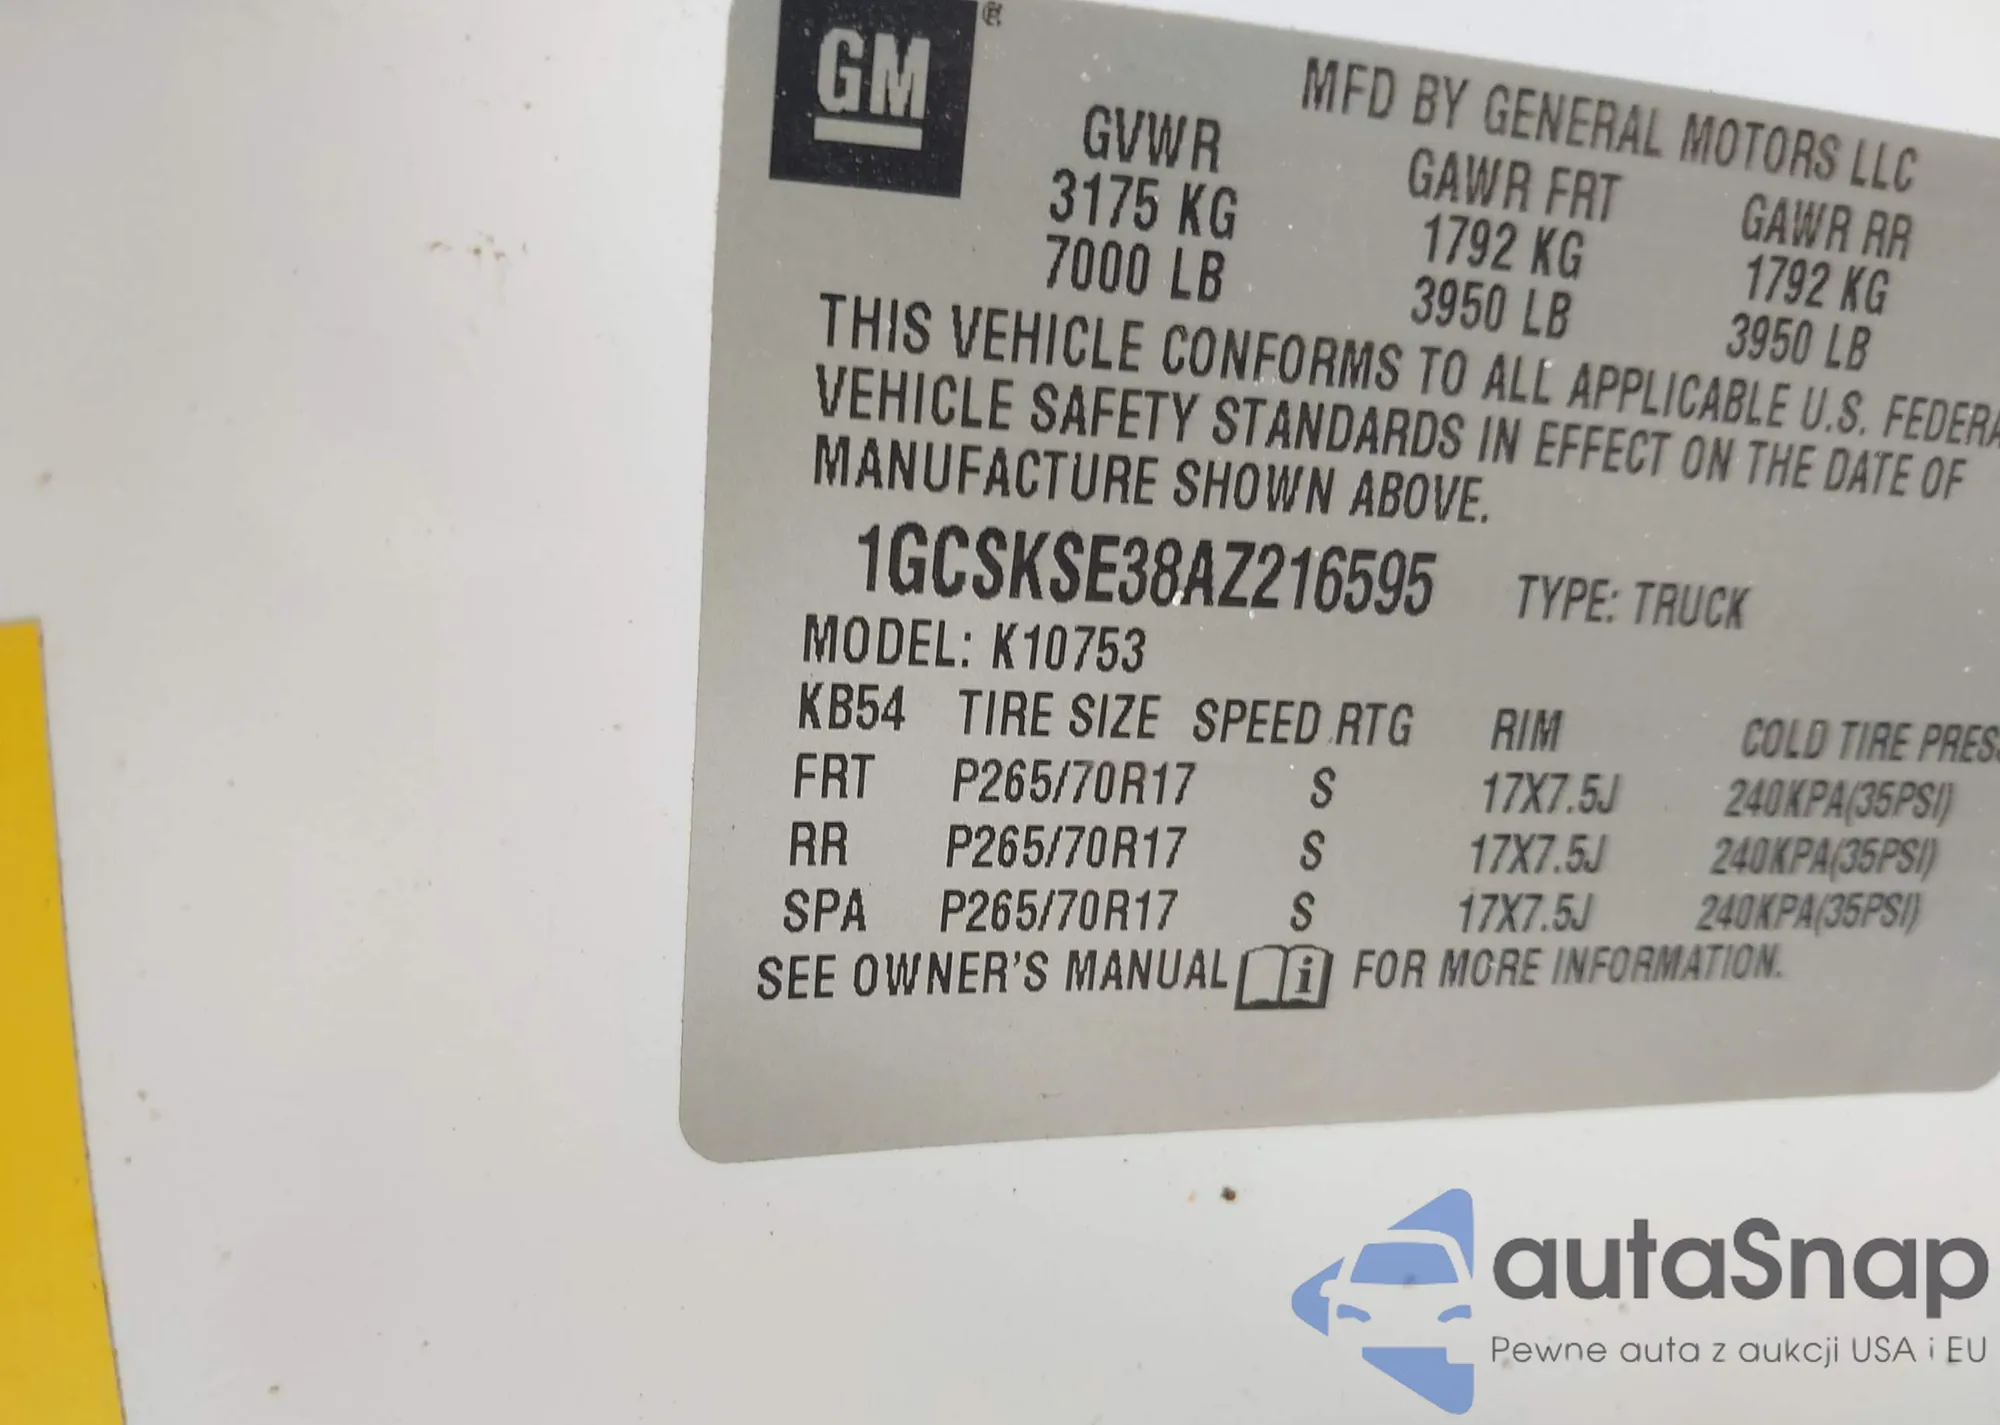 GM ®
MFD BY GENERAL MOTORS LLC
GVWR GAWR FRT GAWR RR
3175 KG 1792 KG 1792 KG
7000 LB 3950 LB 3950 LB
THIS VEHICLE CONFORMS TO ALL APPLICABLE U.S. FEDERA
VEHICLE SAFETY STANDARDS IN EFFECT ON THE DATE OF
MANUFACTURE SHOWN ABOVE.
1GCSKSE38AZ216595 TYPE: TRUCK
MODEL: K10753
KB54 TIRE SIZE SPEED RTG RIM COLD TIRE PRES
FRT P265/70R17 S 17X7.5J 240KPA(35PSI)
RR P265/70R17 S 17X7.5J 240KPA(35PSI)
SPA P265/70R17 S 17X7.5J 240KPA(35PSI)
SEE OWNER'S MANUAL i FOR MORE INFORMATION.
autaSnap
Pewne auta z aukcji USA i EU